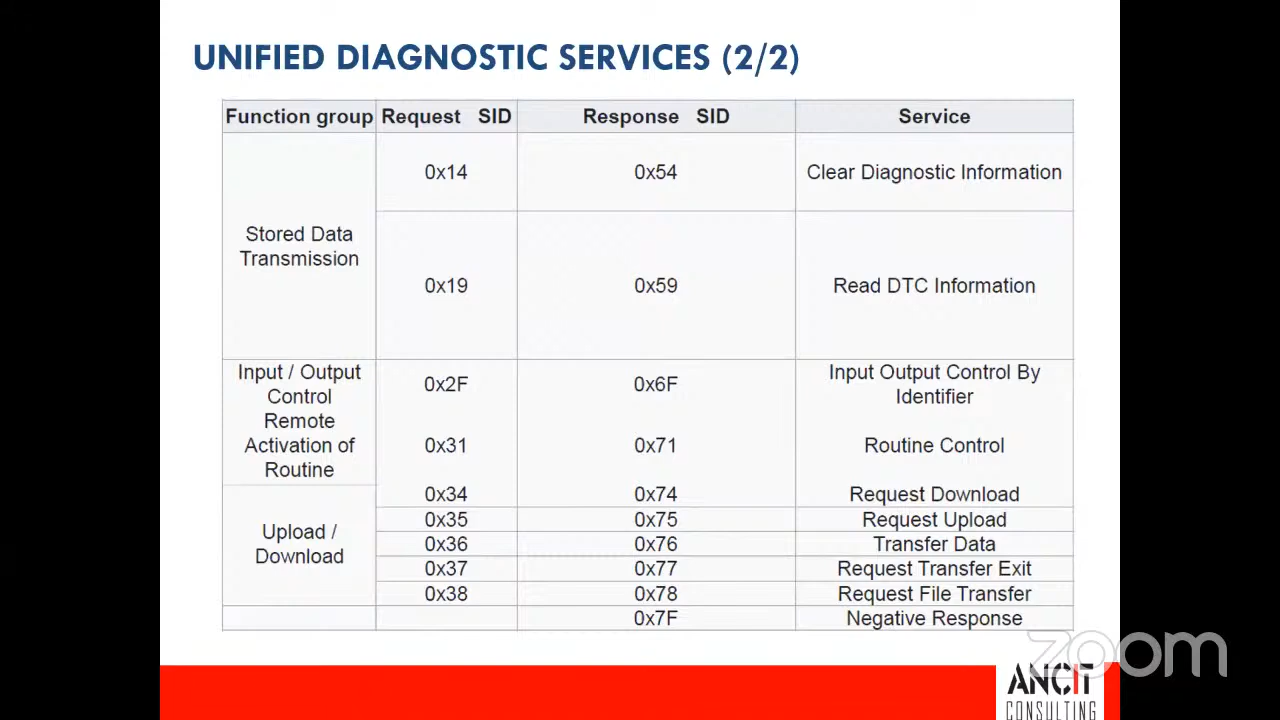 UNIFIED DIAGNOSTIC SERVICES (2/2)
Function group Request SID Response SID Service
0x14 0x54 Clear Diagnostic Information
Stored Data
Transmission
0x19 0x59 Read DTC Information
Input / Output
Control
Remote
Activation of
Routine
0x2F 0x6F Input Output Control By
Identifier
0x31 0x71 Routine Control
Upload /
Download
0x34 0x74 Request Download
0x35 0x75 Request Upload
0x36 0x76 Transfer Data
0x37 0x77 Request Transfer Exit
0x38 0x78 Request File Transfer
0x7F Negative Response
zoom
ANCIT
CONSULTING